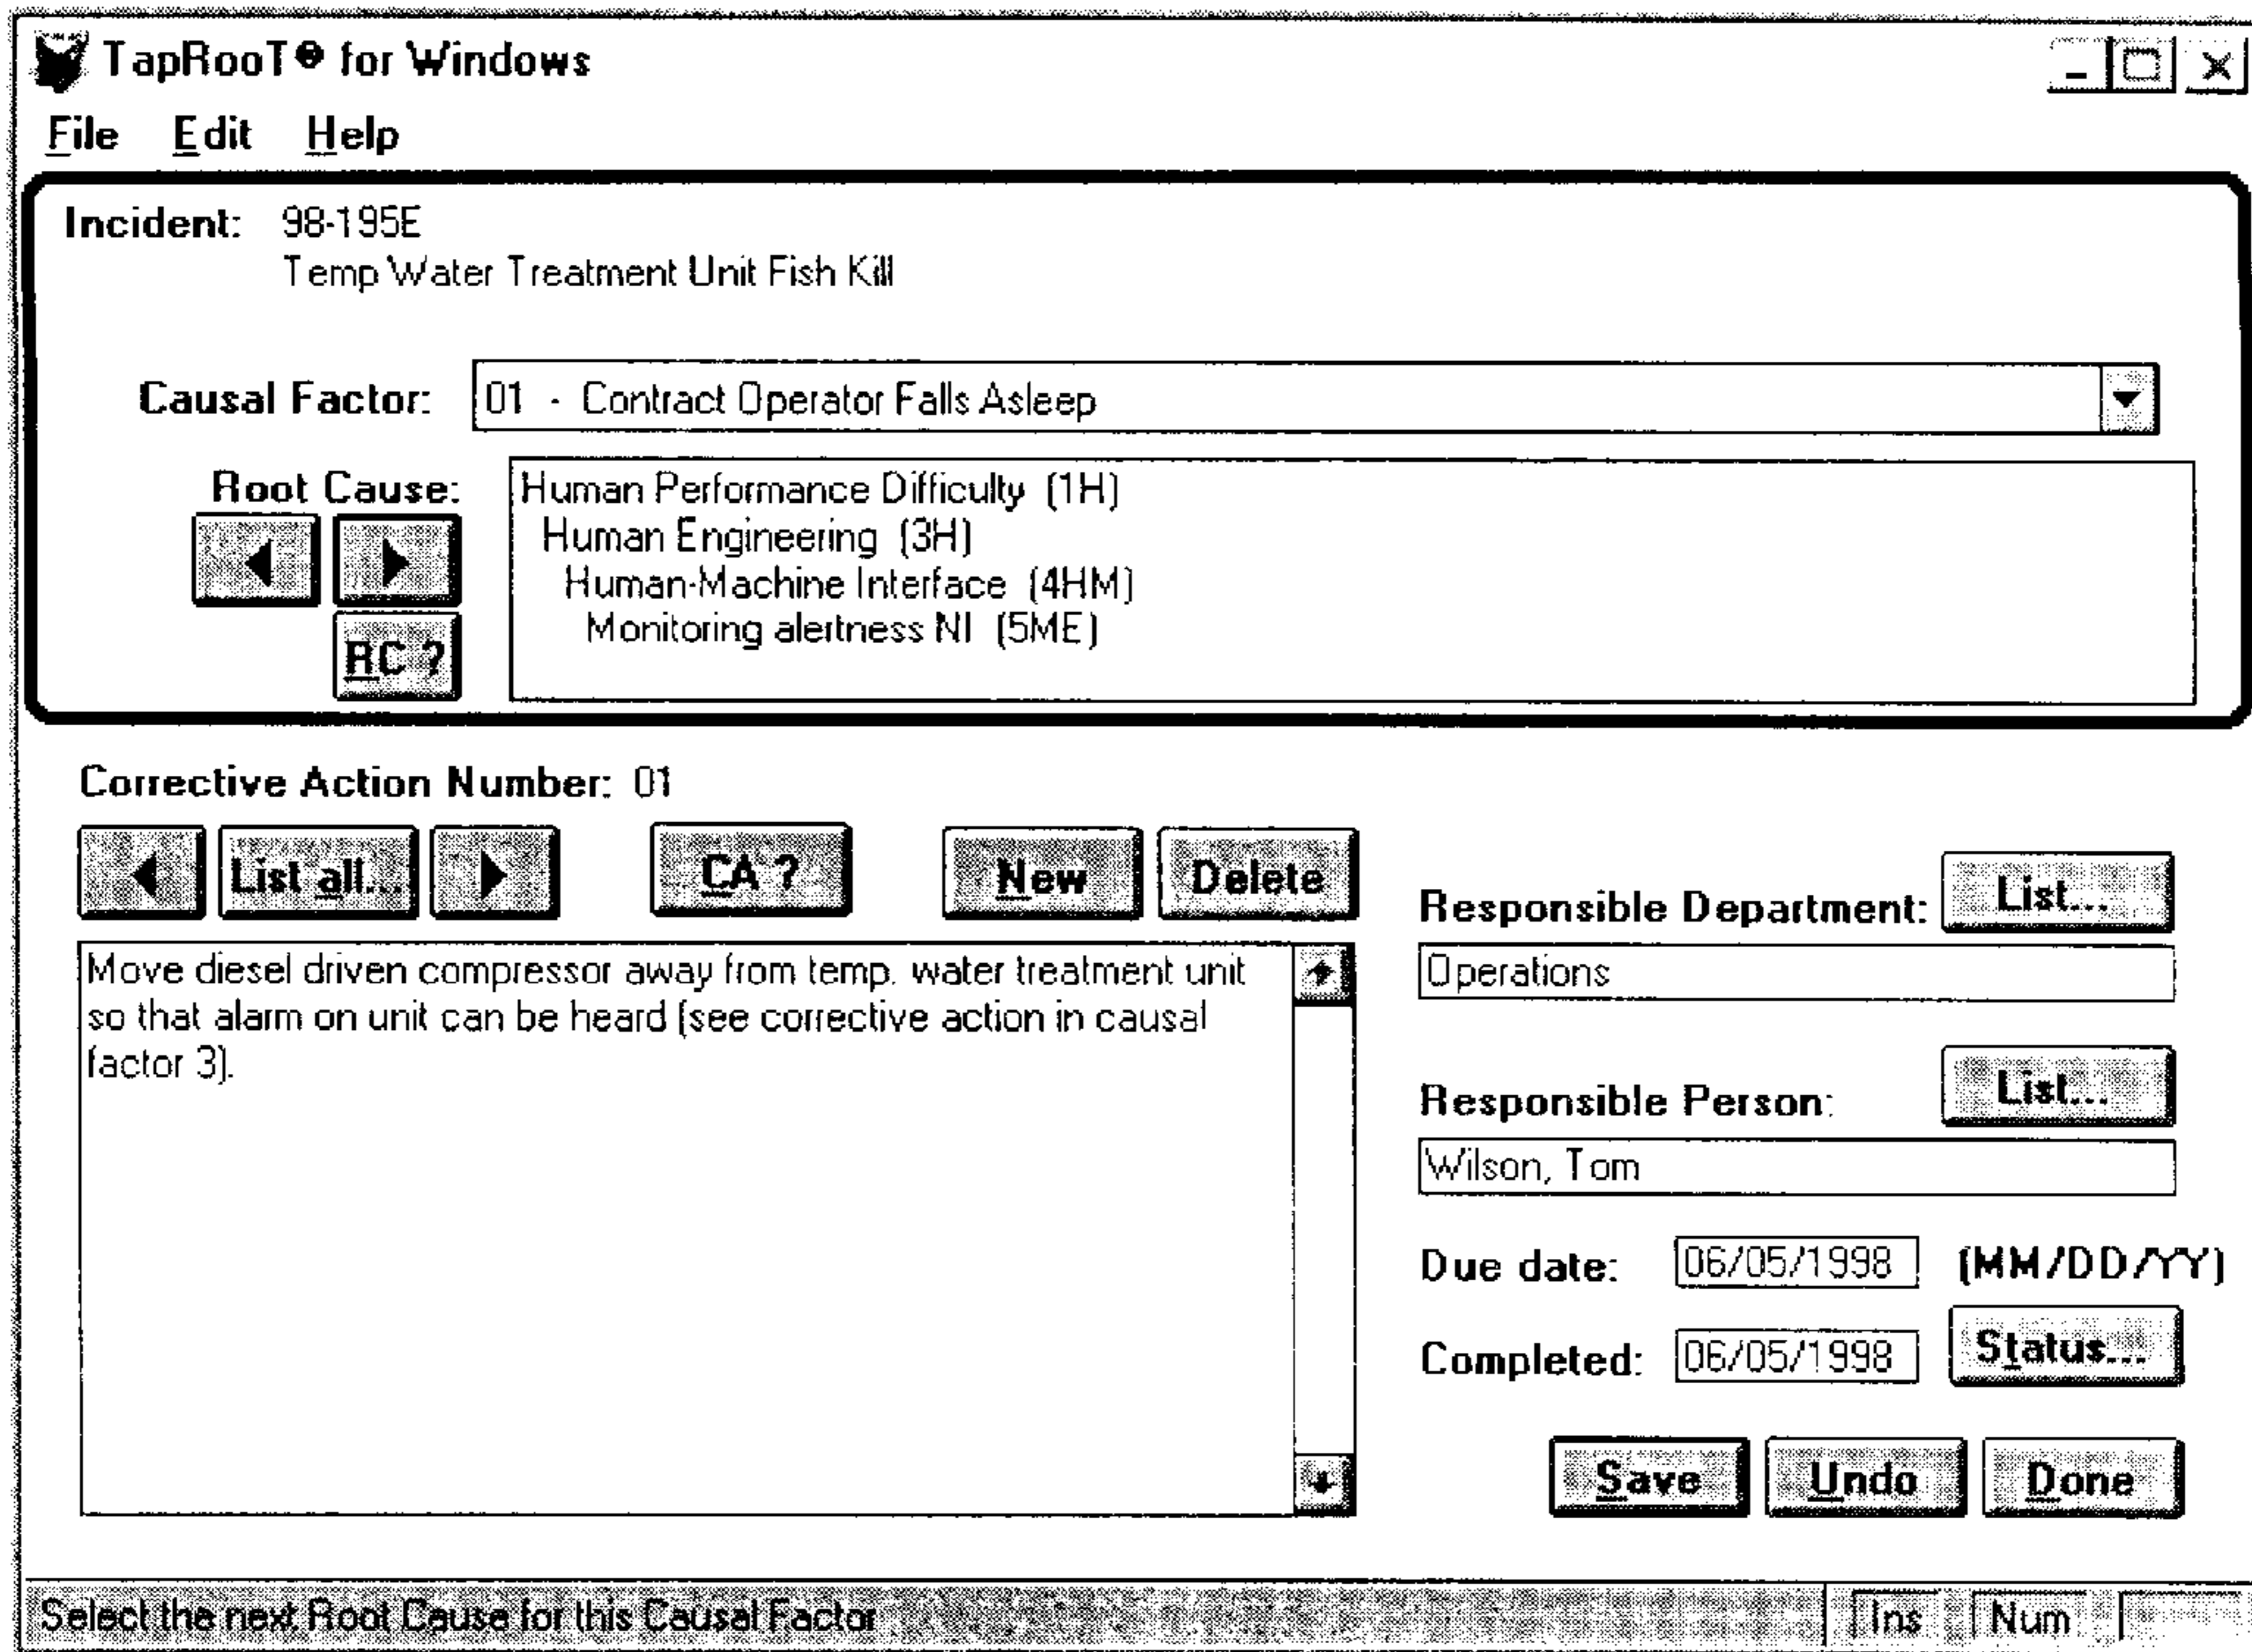 TapRooT® for Windows
File Edit Help
Incident: 98-195E
Temp Water Treatment Unit Fish Kill
Causal Factor: 01 - Contract Operator Falls Asleep
Root Cause:
Human Performance Difficulty (1H)
Human Engineering (3H)
Human-Machine Interface (4HM)
Monitoring alertness NI (5ME)
RC ?
Corrective Action Number: 01
List all... CA ? New Delete
Move diesel driven compressor away from temp. water treatment unit
so that alarm on unit can be heard (see corrective action in causal
factor 3).
Responsible Department: List...
Operations
Responsible Person: List...
Wilson, Tom
Due date: 06/05/1998 (MM/DD/YY)
Completed: 06/05/1998 Status...
Save Undo Done
Select the next Root Cause for this Causal Factor Ins Num